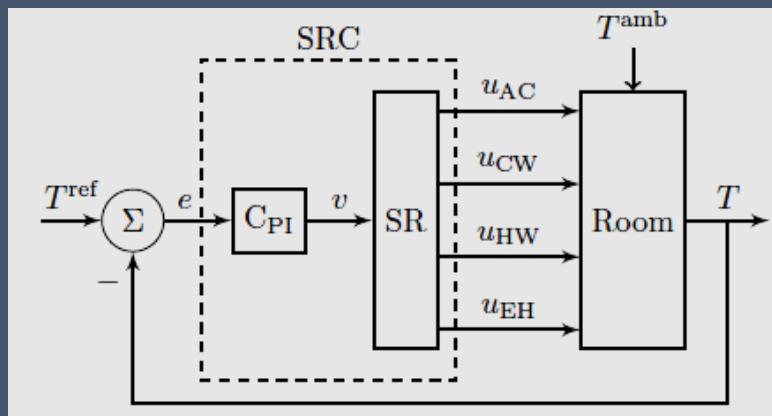 SRC
T^amb
u_AC
u_CW
T^ref
Σ
e
C_PI
v
SR
Room
T
−
u_HW
u_EH